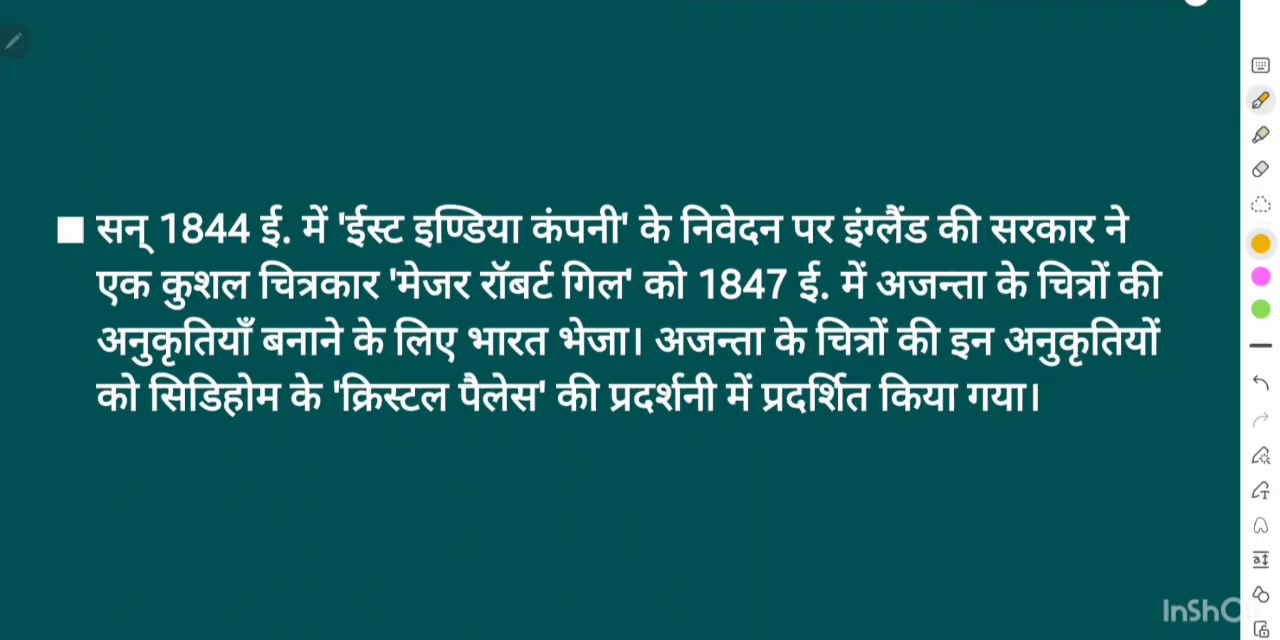 ■ सन् 1844 ई. में 'ईस्ट इण्डिया कंपनी' के निवेदन पर इंग्लैंड की सरकार ने
एक कुशल चित्रकार 'मेजर रॉबर्ट गिल' को 1847 ई. में अजन्ता के चित्रों की
अनुकृतियाँ बनाने के लिए भारत भेजा। अजन्ता के चित्रों की इन अनुकृतियों
को सिडिहोम के 'क्रिस्टल पैलेस' की प्रदर्शनी में प्रदर्शित किया गया।